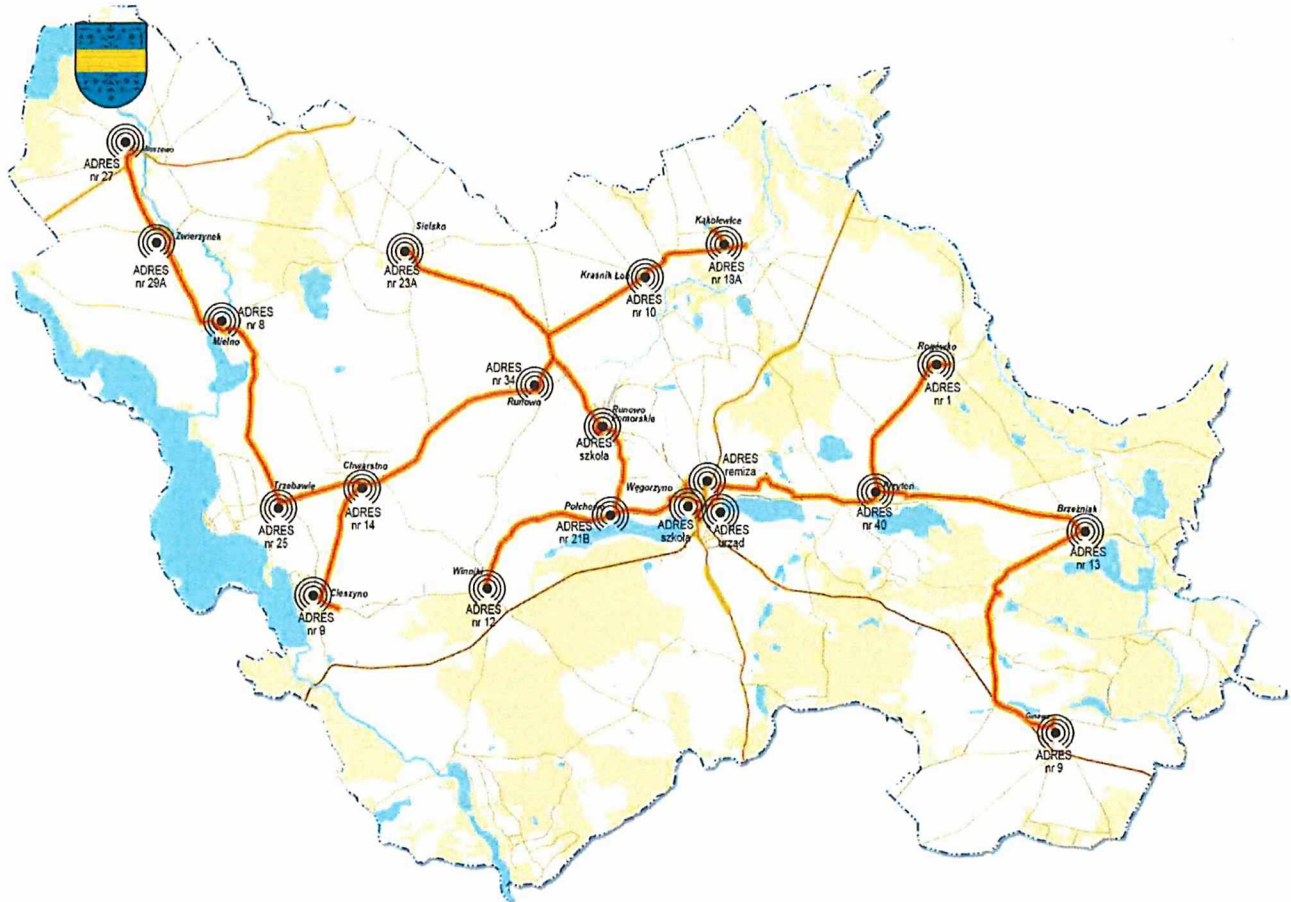 ADRES
nr 27
Zwierzynek
ADRES
nr 29A
ADRES
nr 8
Mielno
Sielsko
ADRES
nr 23A
Kąkolewice
ADRES
nr 18A
ADRES
nr 10
ADRES
nr 34
Runowo
Runowo
Pomorskie
ADRES
szkoła
Rogówko
ADRES
nr 1
Trzebawie
ADRES
nr 25
Chwarstno
ADRES
nr 14
Cieszyno
ADRES
nr 9
Winniki
ADRES
nr 12
ADRES
nr 21B
Węgorzyno
ADRES
remiza
ADRES
szkoła
ADRES
urząd
ADRES
nr 40
Brzeźniak
ADRES
nr 13
ADRES
nr 9